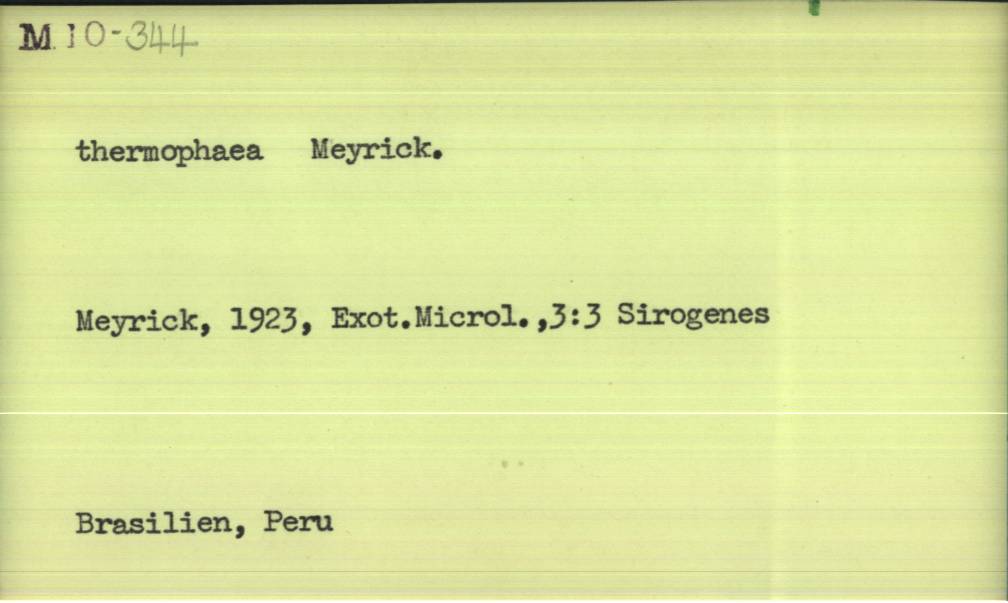 M 10-344
thermophaea Meyrick.
Meyrick, 1923, Exot.Microl.,3:3 Sirogenes
Brasilien, Peru